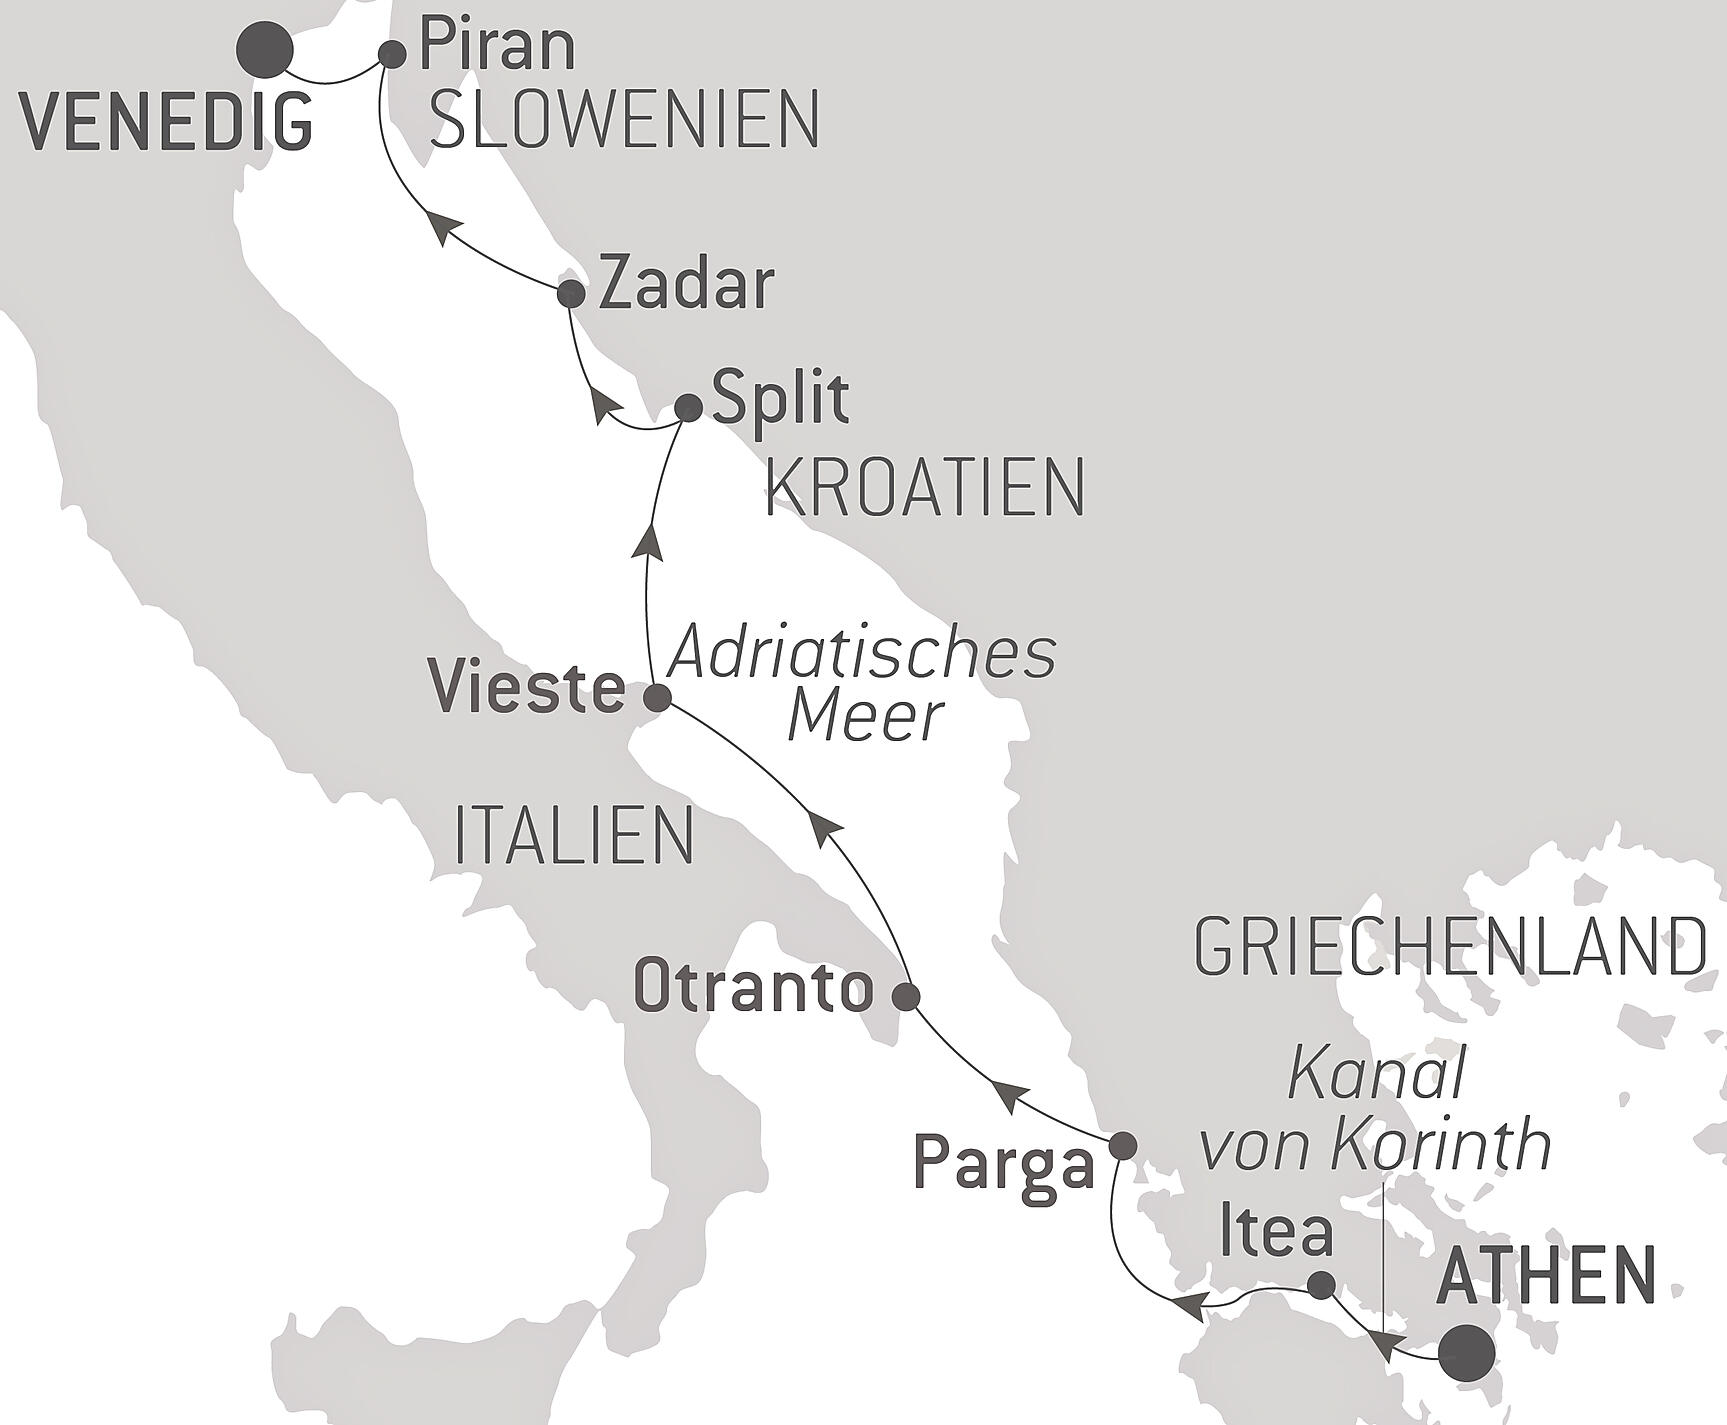 Piran
VENEDIG
SLOWENIEN
Zadar
Split
KROATIEN
Adriatisches
Meer
Vieste
ITALIEN
GRIECHENLAND
Otranto
Kanal
von Korinth
Parga
Itea
ATHEN